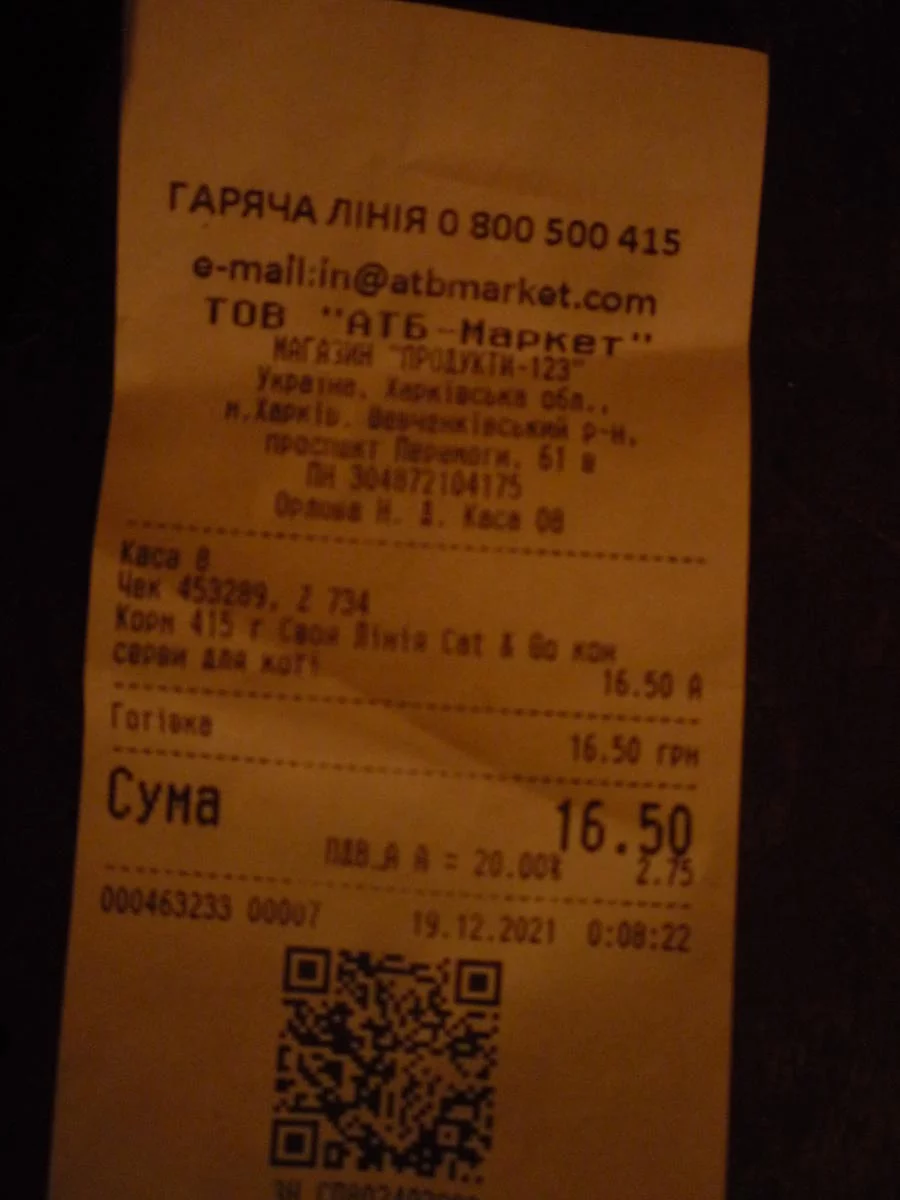 ГАРЯЧА ЛІНІЯ 0 800 500 415
e-mail:in@atbmarket.com
ТОВ "АТБ-Маркет"
МАГАЗИН "ПРОДУКТИ-123"
Україна, Харківська обл.,
м.Харків, Шевченківський р-н,
проспект Перемоги, 61 в
ПН 304872104175
Орлова Н. Д. Каса 08
Каса 8
Чек 453289, Z 734
Корм 415 г Своя Лінія Cat & Go кон
серви для коті 16.50 А
Готівка 16.50 грн
Сума 16.50
ПДВ_А А = 20.00% 2.75
000463233 00007 19.12.2021 0:08:22